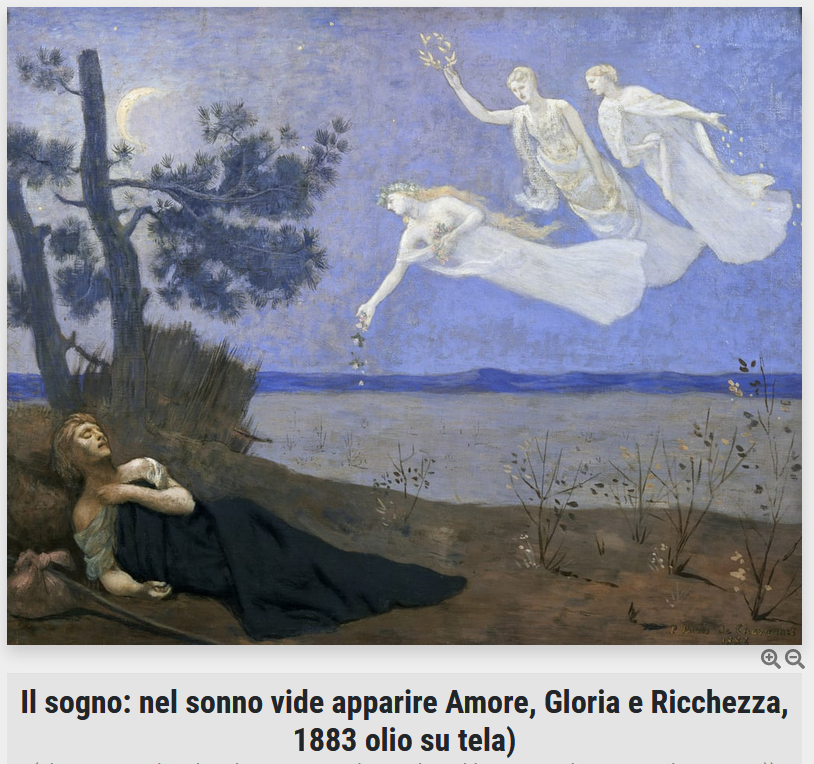 Il sogno: nel sonno vide apparire Amore, Gloria e Ricchezza,
1883 olio su tela)